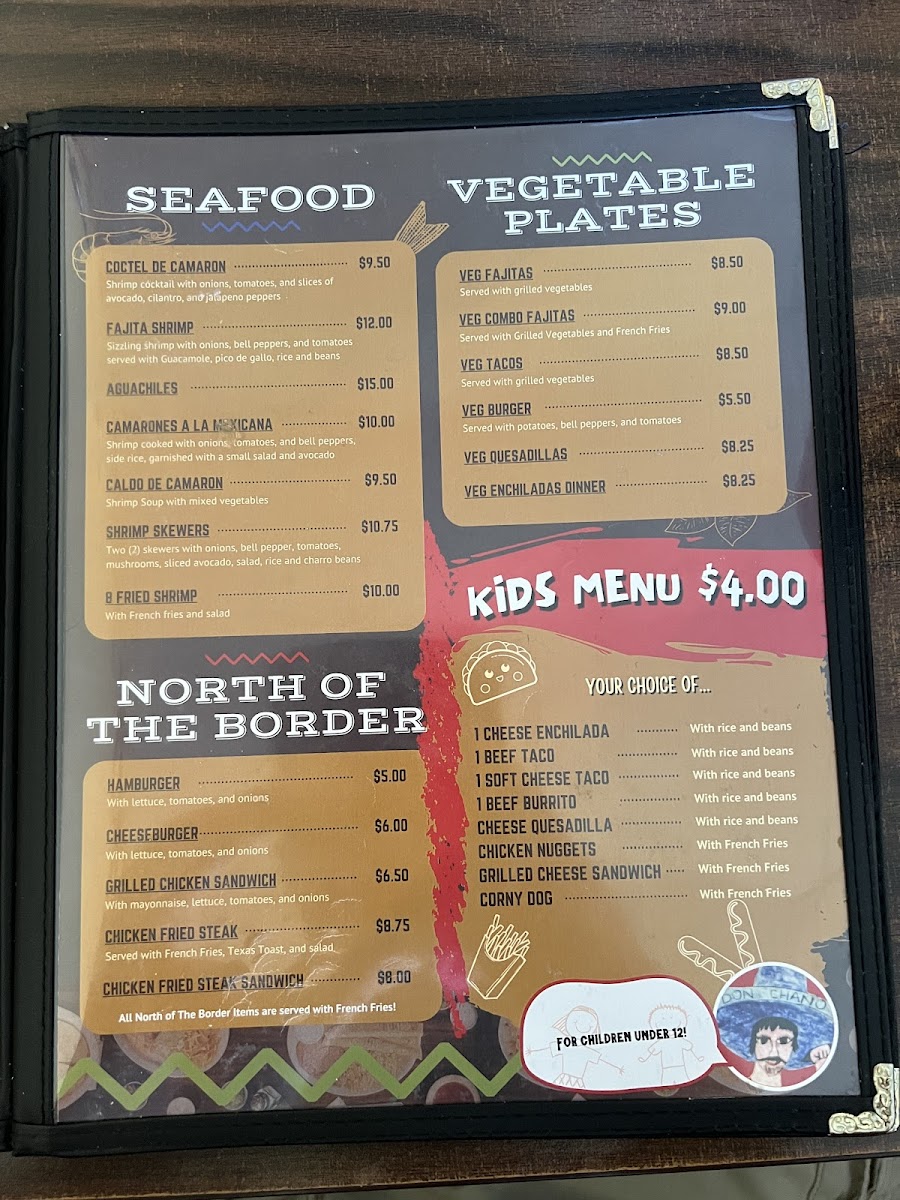 SEAFOOD
COCTEL DE CAMARON $9.50
Shrimp cocktail with onions, tomatoes, and slices of
avocado, cilantro, and jalapeno peppers
FAJITA SHRIMP $12.00
Sizzling shrimp with onions, bell peppers, and tomatoes
served with Guacamole, pico de gallo, rice and beans
AGUACHILES $15.00
CAMARONES A LA MEXICANA $10.00
Shrimp cooked with onions, tomatoes, and bell peppers,
side rice, garnished with a small salad and avocado
CALDO DE CAMARON $9.50
Shrimp Soup with mixed vegetables
SHRIMP SKEWERS $10.75
Two (2) skewers with onions, bell pepper, tomatoes,
mushrooms, sliced avocado, salad, rice and charro beans
8 FRIED SHRIMP $10.00
With French fries and salad
NORTH OF
THE BORDER
HAMBURGER $5.00
With lettuce, tomatoes, and onions
CHEESEBURGER $6.00
With lettuce, tomatoes, and onions
GRILLED CHICKEN SANDWICH $6.50
With mayonnaise, lettuce, tomatoes, and onions
CHICKEN FRIED STEAK $8.75
Served with French Fries, Texas Toast, and salad
CHICKEN FRIED STEAK SANDWICH $8.00
All North of The Border Items are served with French Fries!
VEGETABLE
PLATES
VEG FAJITAS $8.50
Served with grilled vegetables
VEG COMBO FAJITAS $9.00
Served with Grilled Vegetables and French Fries
VEG TACOS $8.50
Served with grilled vegetables
VEG BURGER $5.50
Served with potatoes, bell peppers, and tomatoes
VEG QUESADILLAS $8.25
VEG ENCHILADAS DINNER $8.25
KIDS MENU $4.00
YOUR CHOICE OF...
1 CHEESE ENCHILADA With rice and beans
1 BEEF TACO With rice and beans
1 SOFT CHEESE TACO With rice and beans
1 BEEF BURRITO With rice and beans
CHEESE QUESADILLA With rice and beans
CHICKEN NUGGETS With French Fries
GRILLED CHEESE SANDWICH With French Fries
CORNY DOG With French Fries
FOR CHILDREN UNDER 12!
DON CHANO